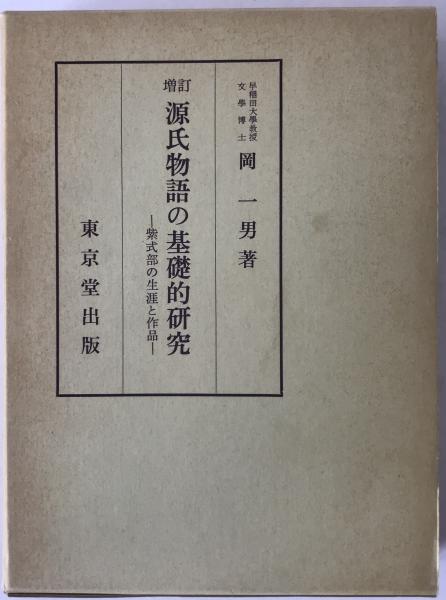 早稲田大學教授
文學博士
岡一男著
増訂
源氏物語の基礎的研究
―紫式部の生涯と作品―
東京堂出版